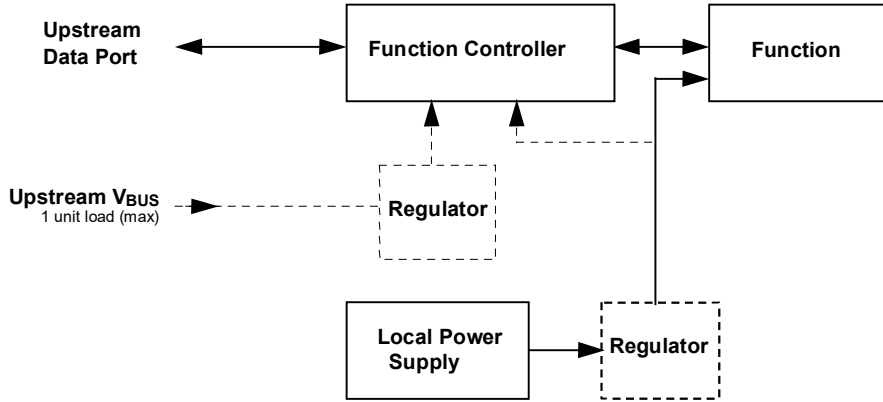 Upstream
Data Port
Function Controller
Function
Upstream VBUS
1 unit load (max)
Regulator
Local Power
Supply
Regulator